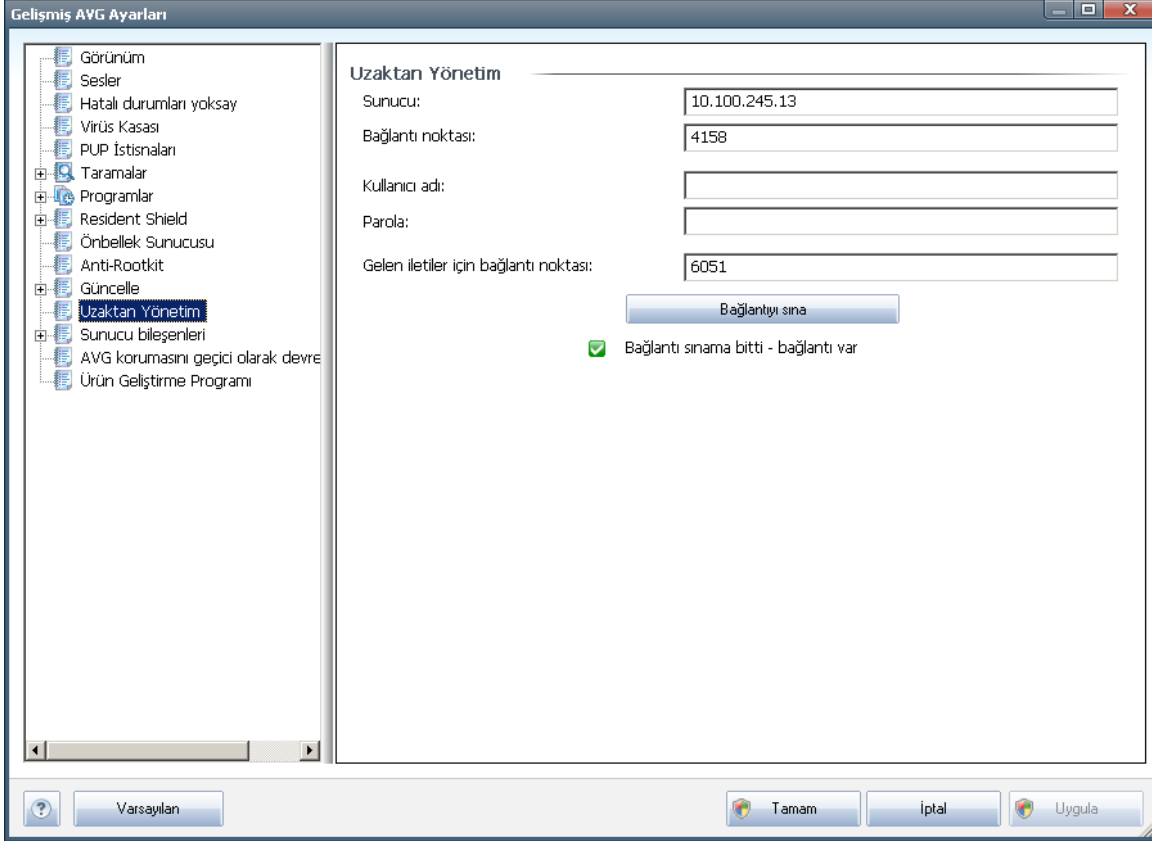 Gelişmiş AVG Ayarları
Görünüm
Sesler
Hatalı durumları yoksay
Virüs Kasası
PUP İstisnaları
Taramalar
Programlar
Resident Shield
Önbellek Sunucusu
Anti-Rootkit
Güncelle
Uzaktan Yönetim
Sunucu bileşenleri
AVG korumasını geçici olarak devre
Ürün Geliştirme Programı
Uzaktan Yönetim
Sunucu: 10.100.245.13
Bağlantı noktası: 4158
Kullanıcı adı:
Parola:
Gelen iletiler için bağlantı noktası: 6051
Bağlantıyı sına
Bağlantı sınama bitti - bağlantı var
? Varsayılan Tamam İptal Uygula